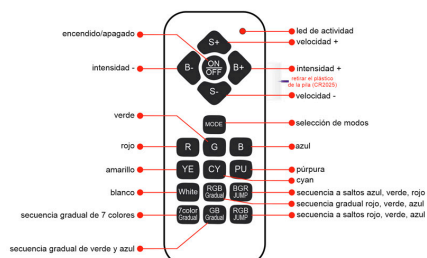 encendido/apagado
led de actividad
S+
velocidad +
intensidad -
B-
ON
OFF
B+
intensidad +
retirar el plástico
de la pila (CR2025)
S-
velocidad -
verde
MODE
selección de modos
rojo
R
G
B
azul
amarillo
YE
CY
PU
púrpura
cyan
blanco
White
RGB
Gradual
BGR
JUMP
secuencia a saltos azul, verde, rojo
secuencia gradual rojo, verde, azul
secuencia gradual de 7 colores
7color
Gradual
GB
Gradual
RGB
JUMP
secuencia a saltos rojo, verde, azul
secuencia gradual de verde y azul